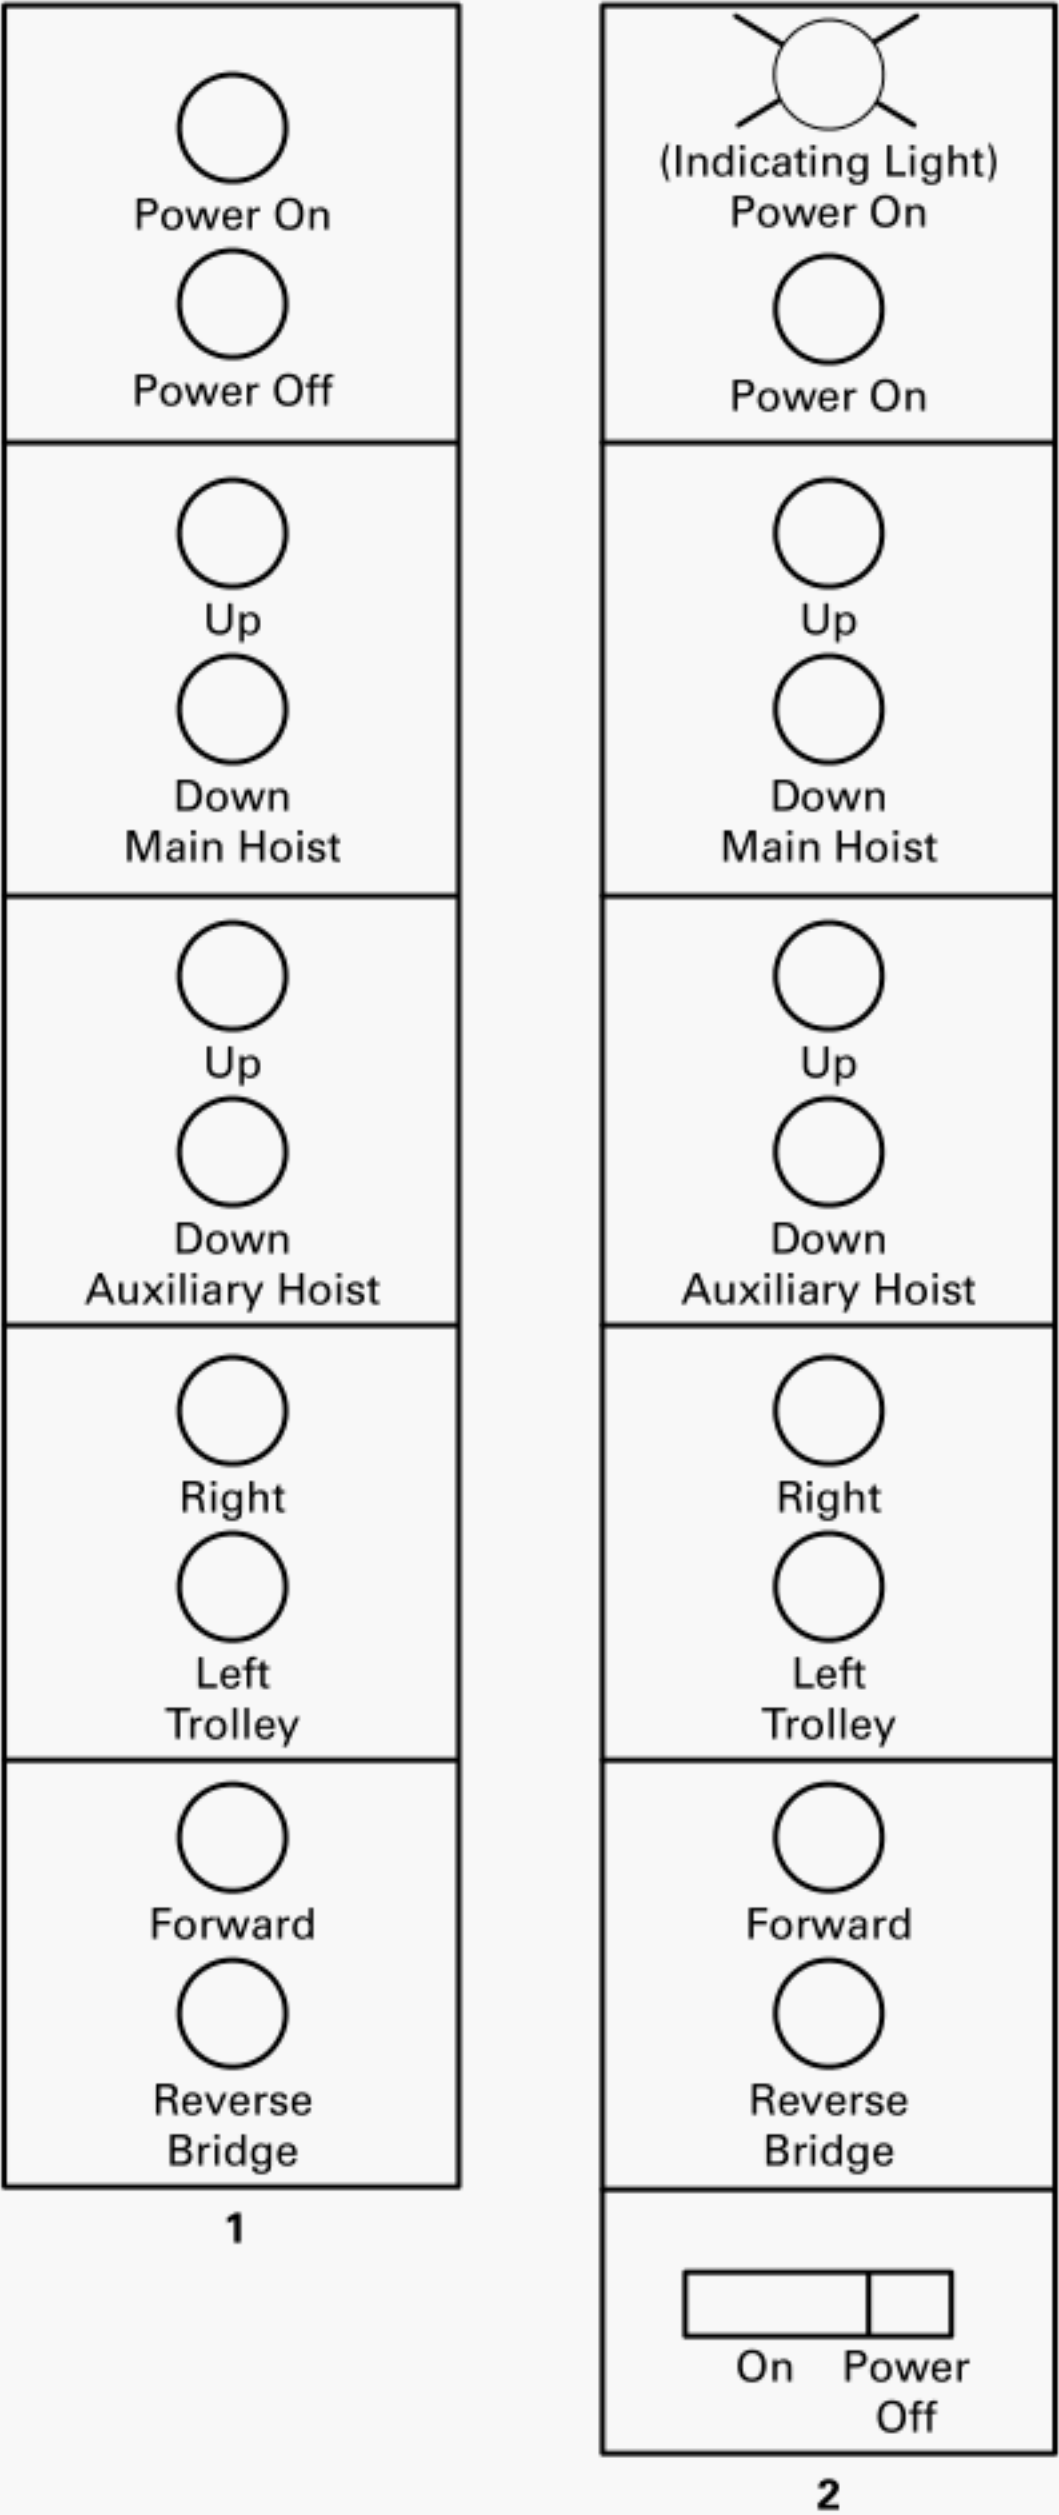 Power On
Power Off
Up
Down
Main Hoist
Up
Down
Auxiliary Hoist
Right
Left
Trolley
Forward
Reverse
Bridge
1
(Indicating Light)
Power On
Power On
Up
Down
Main Hoist
Up
Down
Auxiliary Hoist
Right
Left
Trolley
Forward
Reverse
Bridge
On Power
Off
2